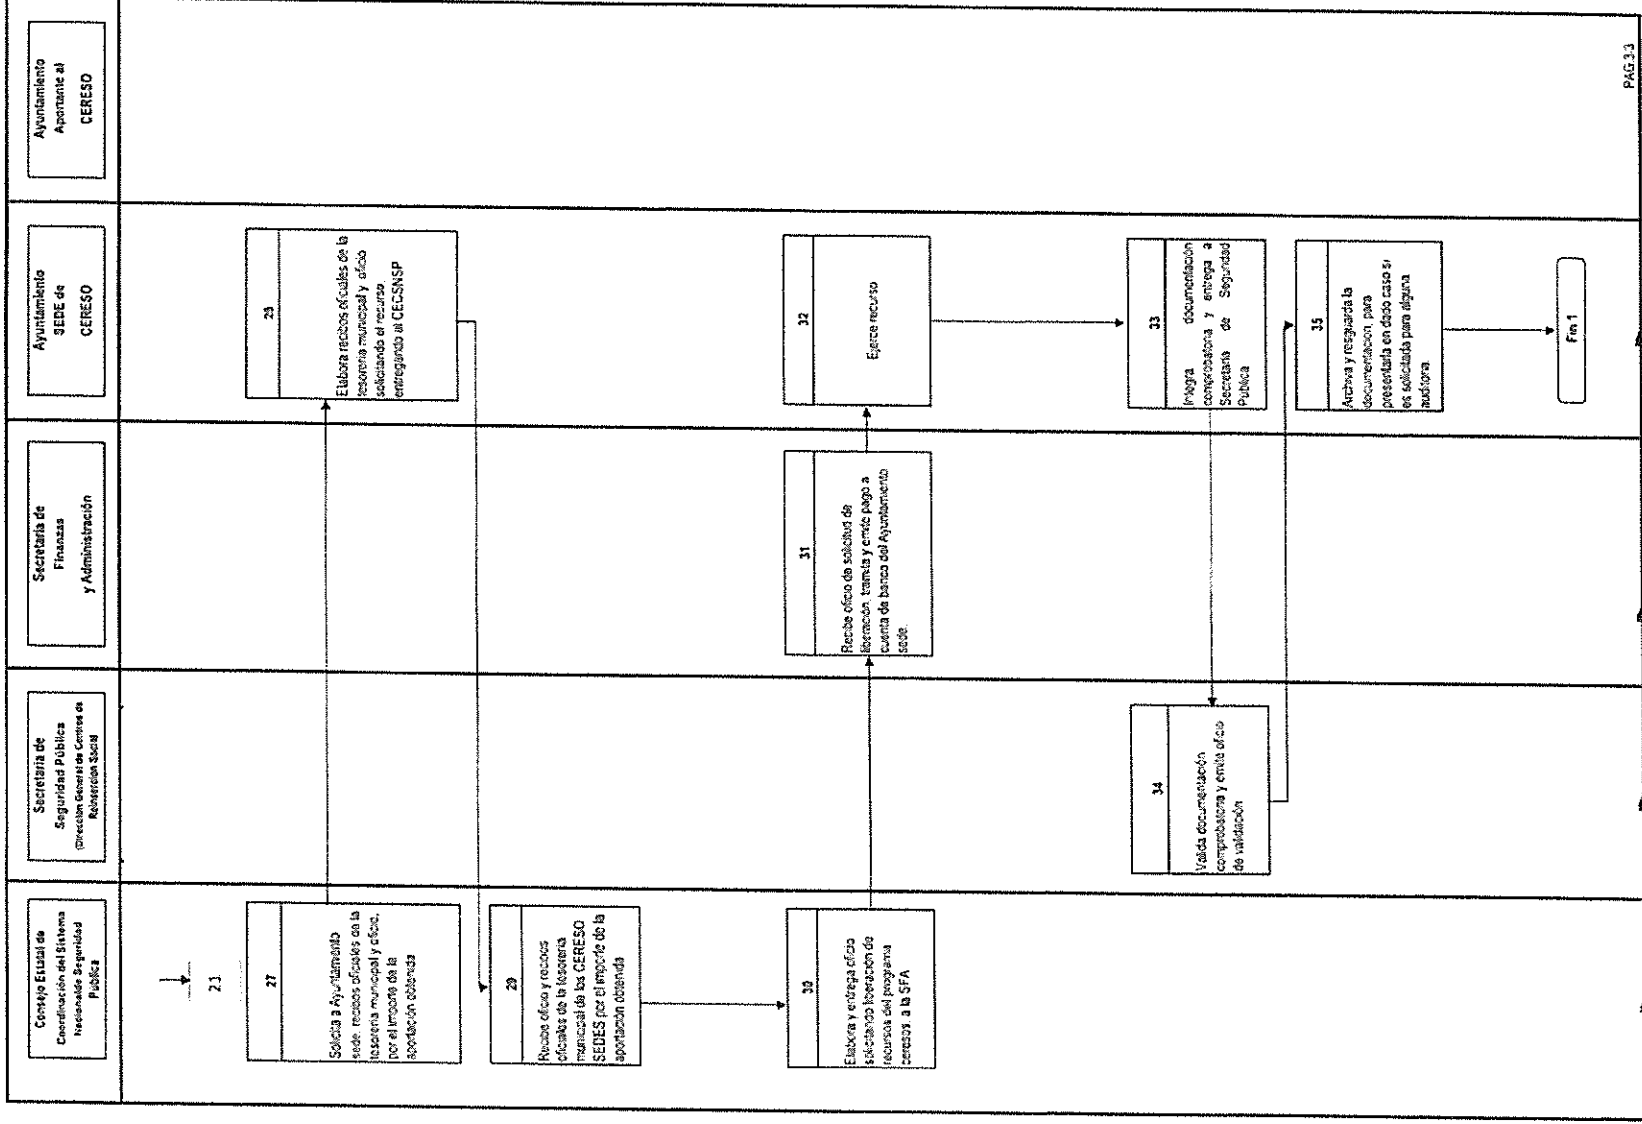 Consejo Estatal de
Coordinación del Sistema
Nacional de Seguridad
Pública
Secretaría de
Seguridad Pública
(Dirección General de Centros de
Reinserción Social
Secretaría de
Finanzas
y Administración
Ayuntamiento
SEDE de
CERESO
Ayuntamiento
Aportante al
CERESO
2.1
27
Solicita a Ayuntamiento
sede, recibos oficiales de la
tesorería municipal y oficio,
por el importe de la
aportación obtenida
28
Elabora recibos oficiales de la
tesorería municipal y oficio
solicitando el recurso,
entregando al CECSNSP
29
Recibe oficio y recibos
oficiales de la tesorería
municipal de los CERESO
SEDES por el importe de la
aportación obtenida
30
Elabora y entrega oficio
solicitando liberación de
recursos del programa
ceresos, a la SFA
31
Recibe oficio de solicitud de
liberación, tramita y emite pago a
cuenta de banco del Ayuntamiento
sede.
32
Ejerce recurso
33
Integra documentación
comprobatoria y entrega a
Secretaría de Seguridad
Pública
34
Valida documentación
comprobatoria y emite oficio
de validación
35
Archiva y resguarda la
documentación, para
presentarla en dado caso si
es solicitada para alguna
auditoría.
Fin 1
PAG.3-3